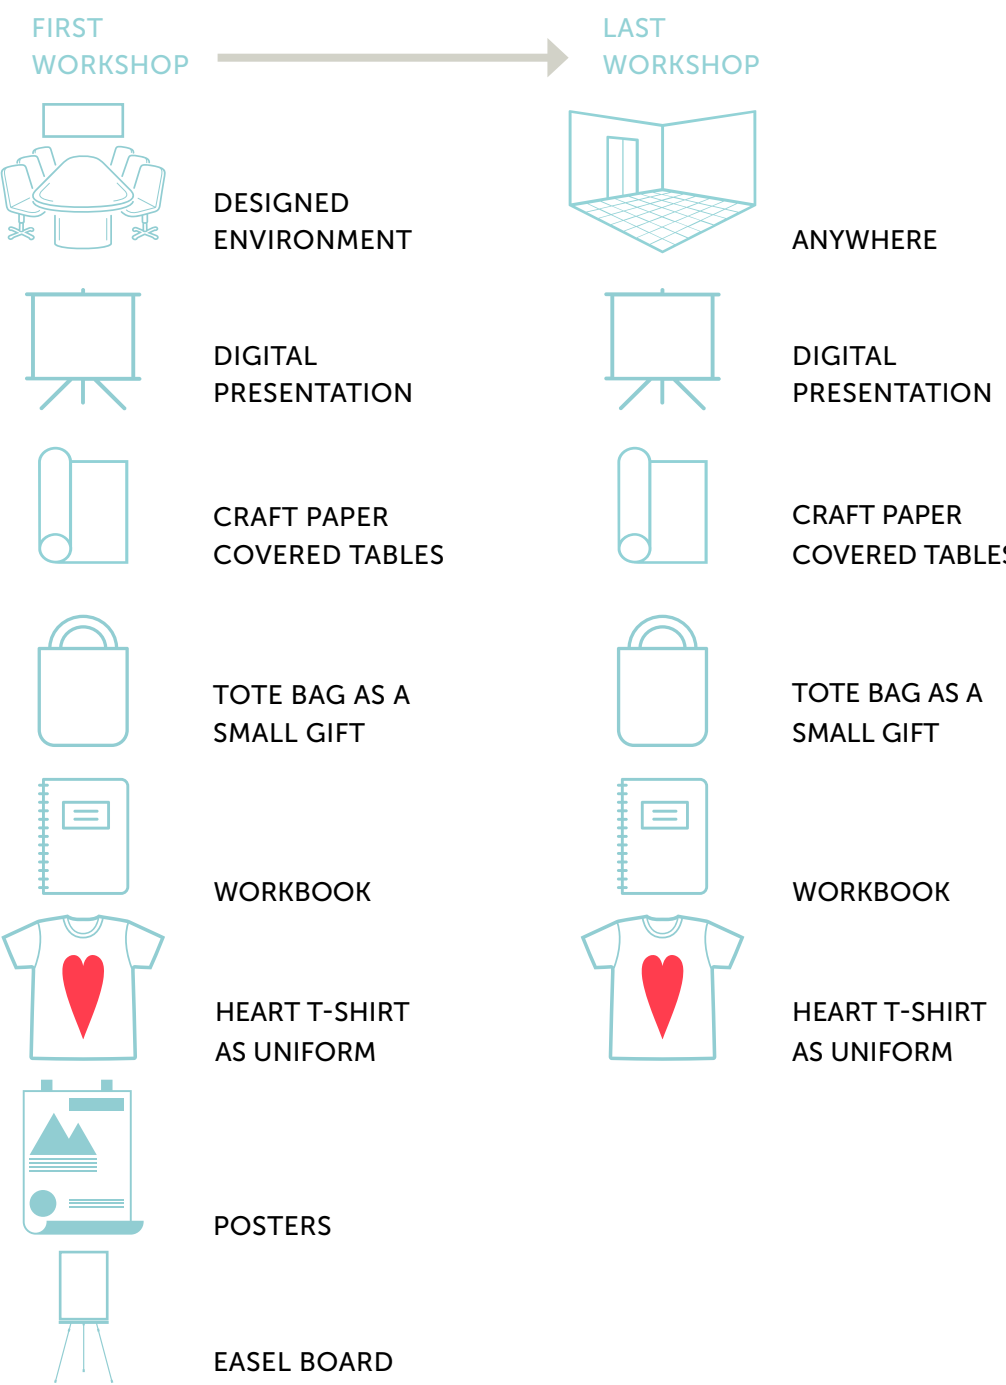 FIRST
WORKSHOP
LAST
WORKSHOP
DESIGNED
ENVIRONMENT
ANYWHERE
DIGITAL
PRESENTATION
DIGITAL
PRESENTATION
CRAFT PAPER
COVERED TABLES
CRAFT PAPER
COVERED TABLES
TOTE BAG AS A
SMALL GIFT
TOTE BAG AS A
SMALL GIFT
WORKBOOK
WORKBOOK
HEART T-SHIRT
AS UNIFORM
HEART T-SHIRT
AS UNIFORM
POSTERS
EASEL BOARD